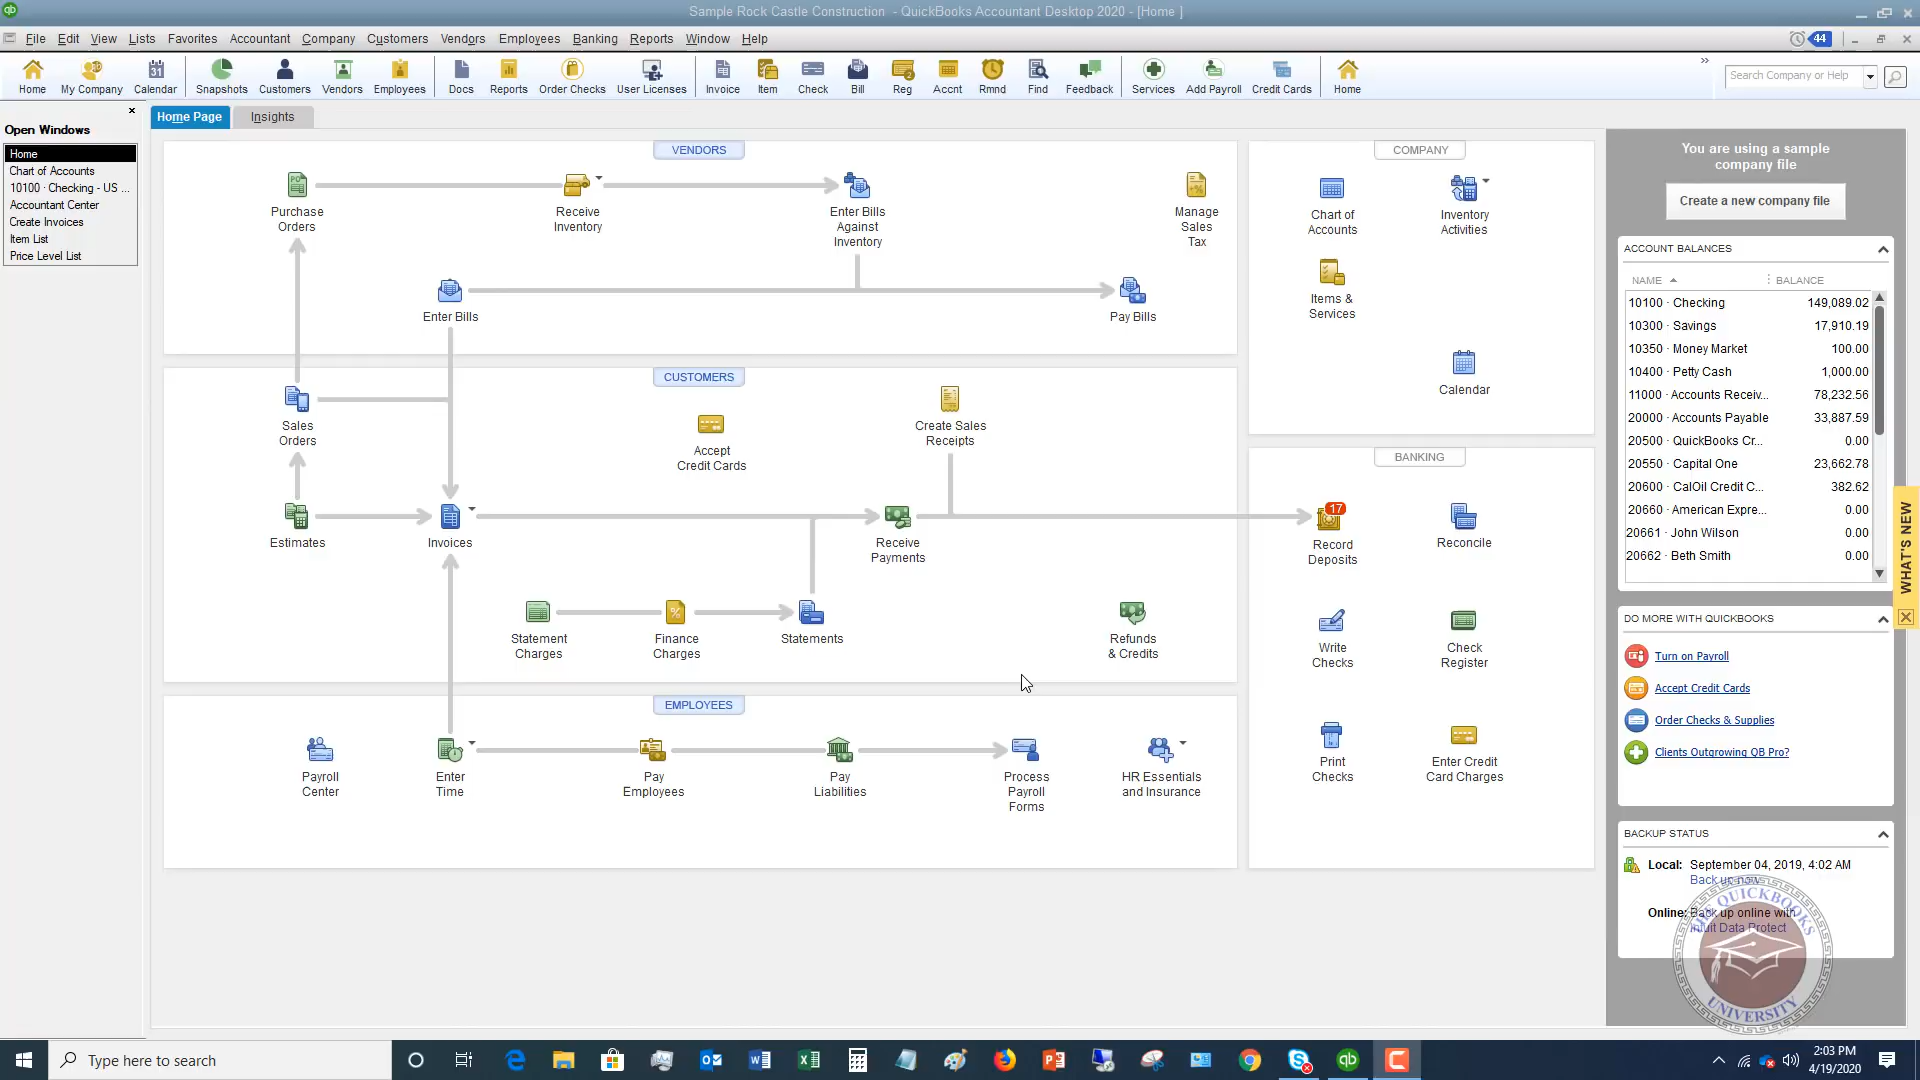 Sample Rock Castle Construction - QuickBooks Accountant Desktop 2020 - [Home ]
File Edit View Lists Favorites Accountant Company Customers Vendors Employees Banking Reports Window Help
44
Home My Company Calendar Snapshots Customers Vendors Employees Docs Reports Order Checks User Licenses Invoice Item Check Bill Reg Accnt Rmnd Find Feedback Services Add Payroll Credit Cards Home
Search Company or Help
Open Windows
Home
Chart of Accounts
10100 · Checking - US ...
Accountant Center
Create Invoices
Item List
Price Level List
Home Page Insights
VENDORS
Purchase
Orders
Receive
Inventory
Enter Bills
Against
Inventory
Manage
Sales
Tax
Enter Bills
Pay Bills
CUSTOMERS
Sales
Orders
Accept
Credit Cards
Create Sales
Receipts
Estimates
Invoices
Receive
Payments
Statement
Charges
Finance
Charges
Statements
Refunds
& Credits
EMPLOYEES
Payroll
Center
Enter
Time
Pay
Employees
Pay
Liabilities
Process
Payroll
Forms
HR Essentials
and Insurance
COMPANY
Chart of
Accounts
Inventory
Activities
Items &
Services
Calendar
BANKING
17
Record
Deposits
Reconcile
Write
Checks
Check
Register
Print
Checks
Enter Credit
Card Charges
You are using a sample
company file
Create a new company file
ACCOUNT BALANCES
NAME BALANCE
10100 · Checking 149,089.02
10300 · Savings 17,910.19
10350 · Money Market 100.00
10400 · Petty Cash 1,000.00
11000 · Accounts Receiv... 78,232.56
20000 · Accounts Payable 33,887.59
20500 · QuickBooks Cr... 0.00
20550 · Capital One 23,662.78
20600 · CalOil Credit C... 382.62
20660 · American Expre... 0.00
20661 · John Wilson 0.00
20662 · Beth Smith 0.00
WHAT'S NEW
DO MORE WITH QUICKBOOKS
Turn on Payroll
Accept Credit Cards
Order Checks & Supplies
Clients Outgrowing QB Pro?
BACKUP STATUS
Local: September 04, 2019, 4:02 AM
Back up now
Online: Back up online with
Intuit Data Protect
THE QUICKBOOKS
UNIVERSITY
Type here to search
2:03 PM
4/19/2020